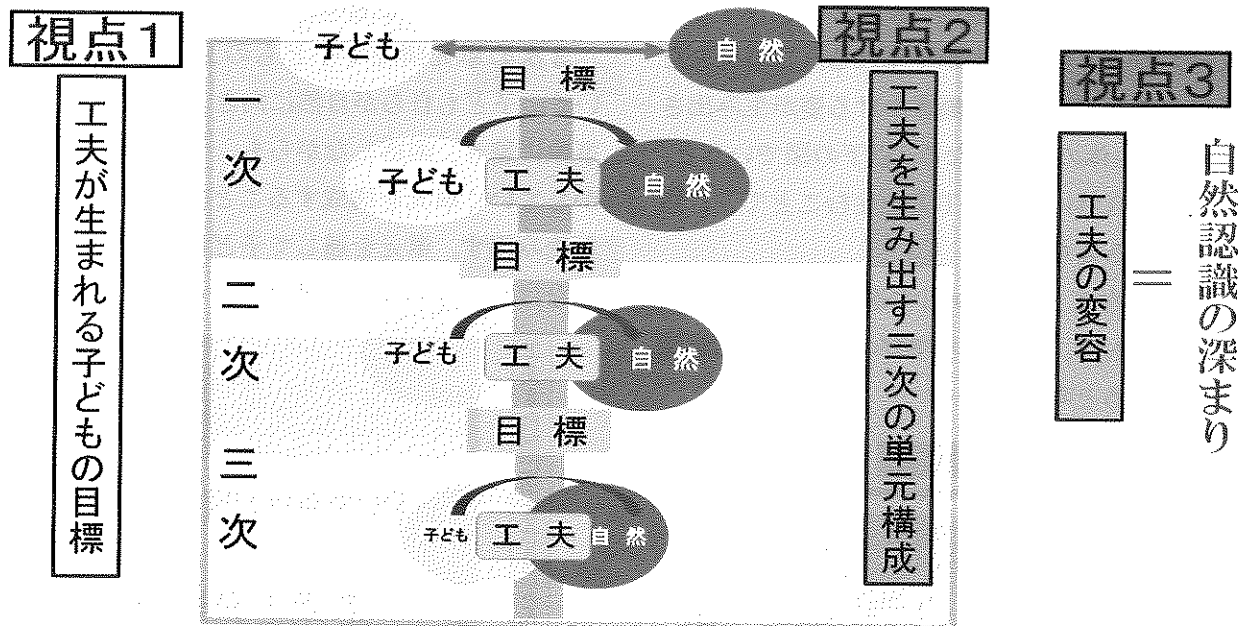 視点1
工夫が生まれる子どもの目標
一次
二次
三次
子ども
自然
目標
子ども
工夫
自然
目標
子ども
工夫
自然
目標
子ども
工夫
自然
視点2
工夫を生み出す三次の単元構成
視点3
工夫の変容
＝
自然認識の深まり